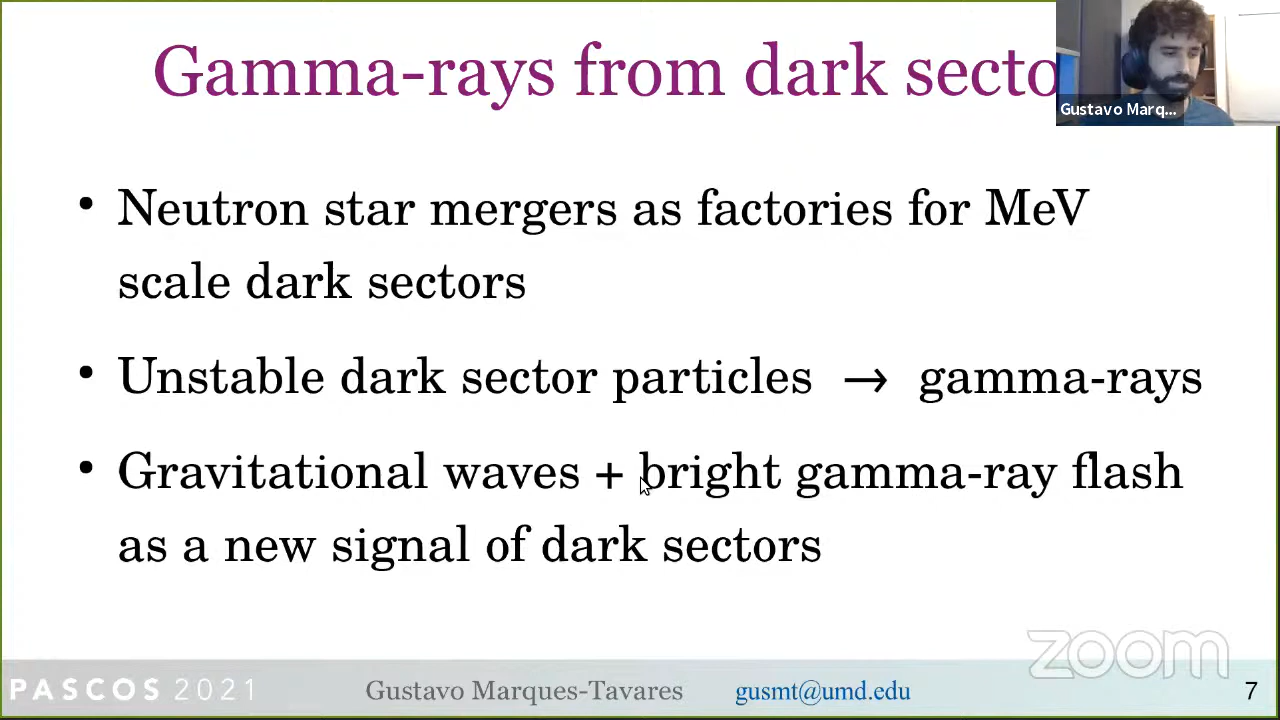 Gamma-rays from dark secto
Gustavo Marq...
• Neutron star mergers as factories for MeV
scale dark sectors
• Unstable dark sector particles → gamma-rays
• Gravitational waves + bright gamma-ray flash
as a new signal of dark sectors
zoom
PASCOS 2021 Gustavo Marques-Tavares gusmt@umd.edu 7